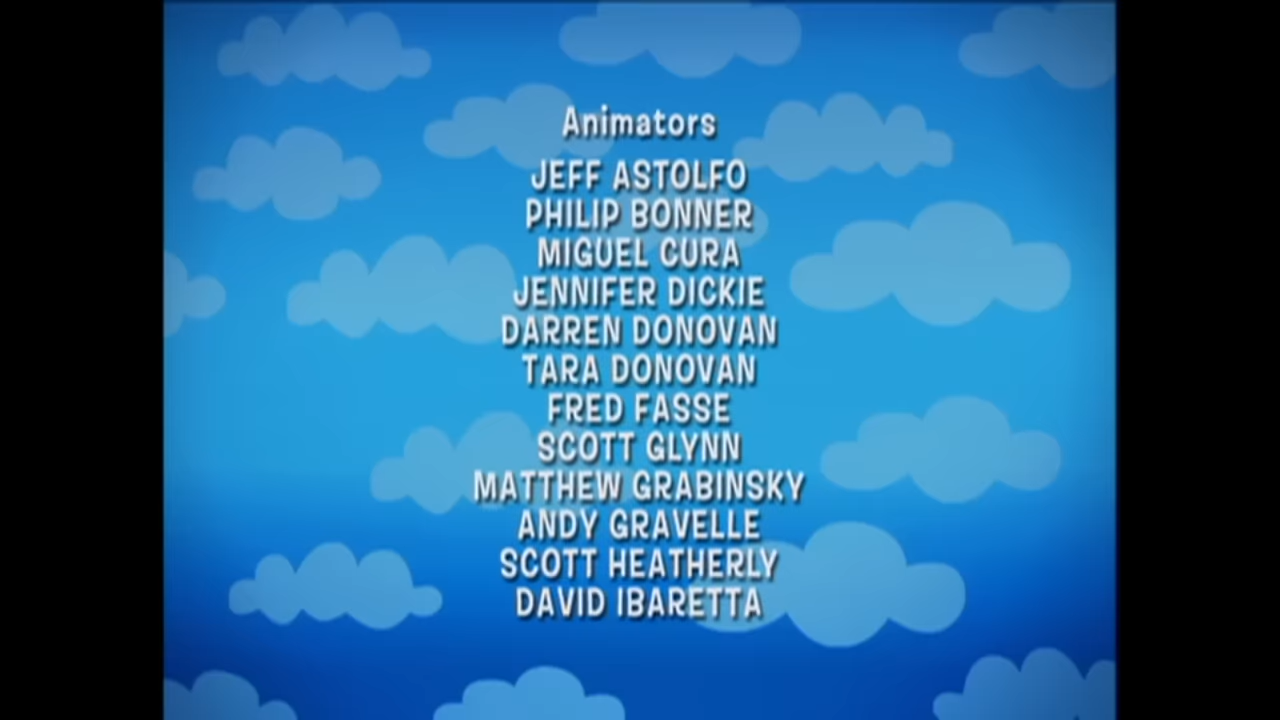 Animators
JEFF ASTOLFO
PHILIP BONNER
MIGUEL CURA
JENNIFER DICKIE
DARREN DONOVAN
TARA DONOVAN
FRED FASSE
SCOTT GLYNN
MATTHEW GRABINSKY
ANDY GRAVELLE
SCOTT HEATHERLY
DAVID IBARETTA